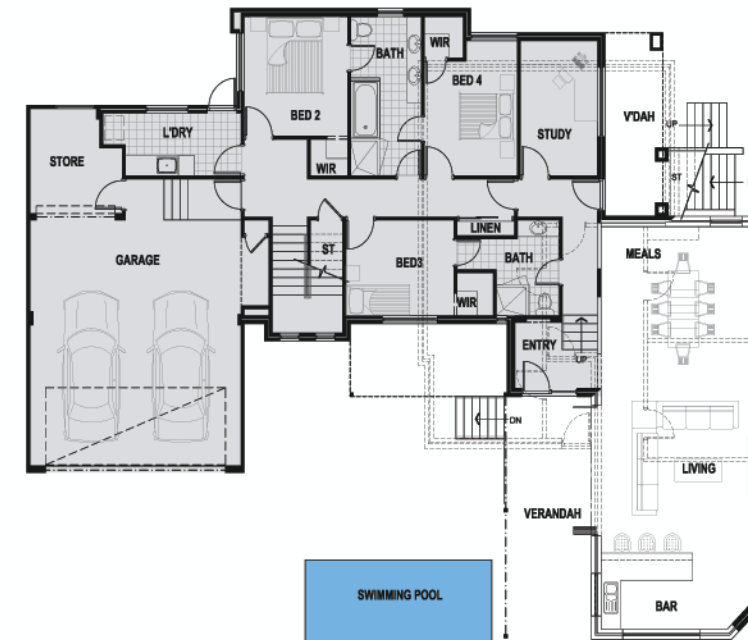 WIR
BATH
BED 4
BED 2
V'DAH
UP
L'DRY
STUDY
STORE
WIR
ST
LINEN
ST
MEALS
GARAGE
BED3
BATH
WIR
ENTRY
UP
DN
LIVING
VERANDAH
SWIMMING POOL
BAR